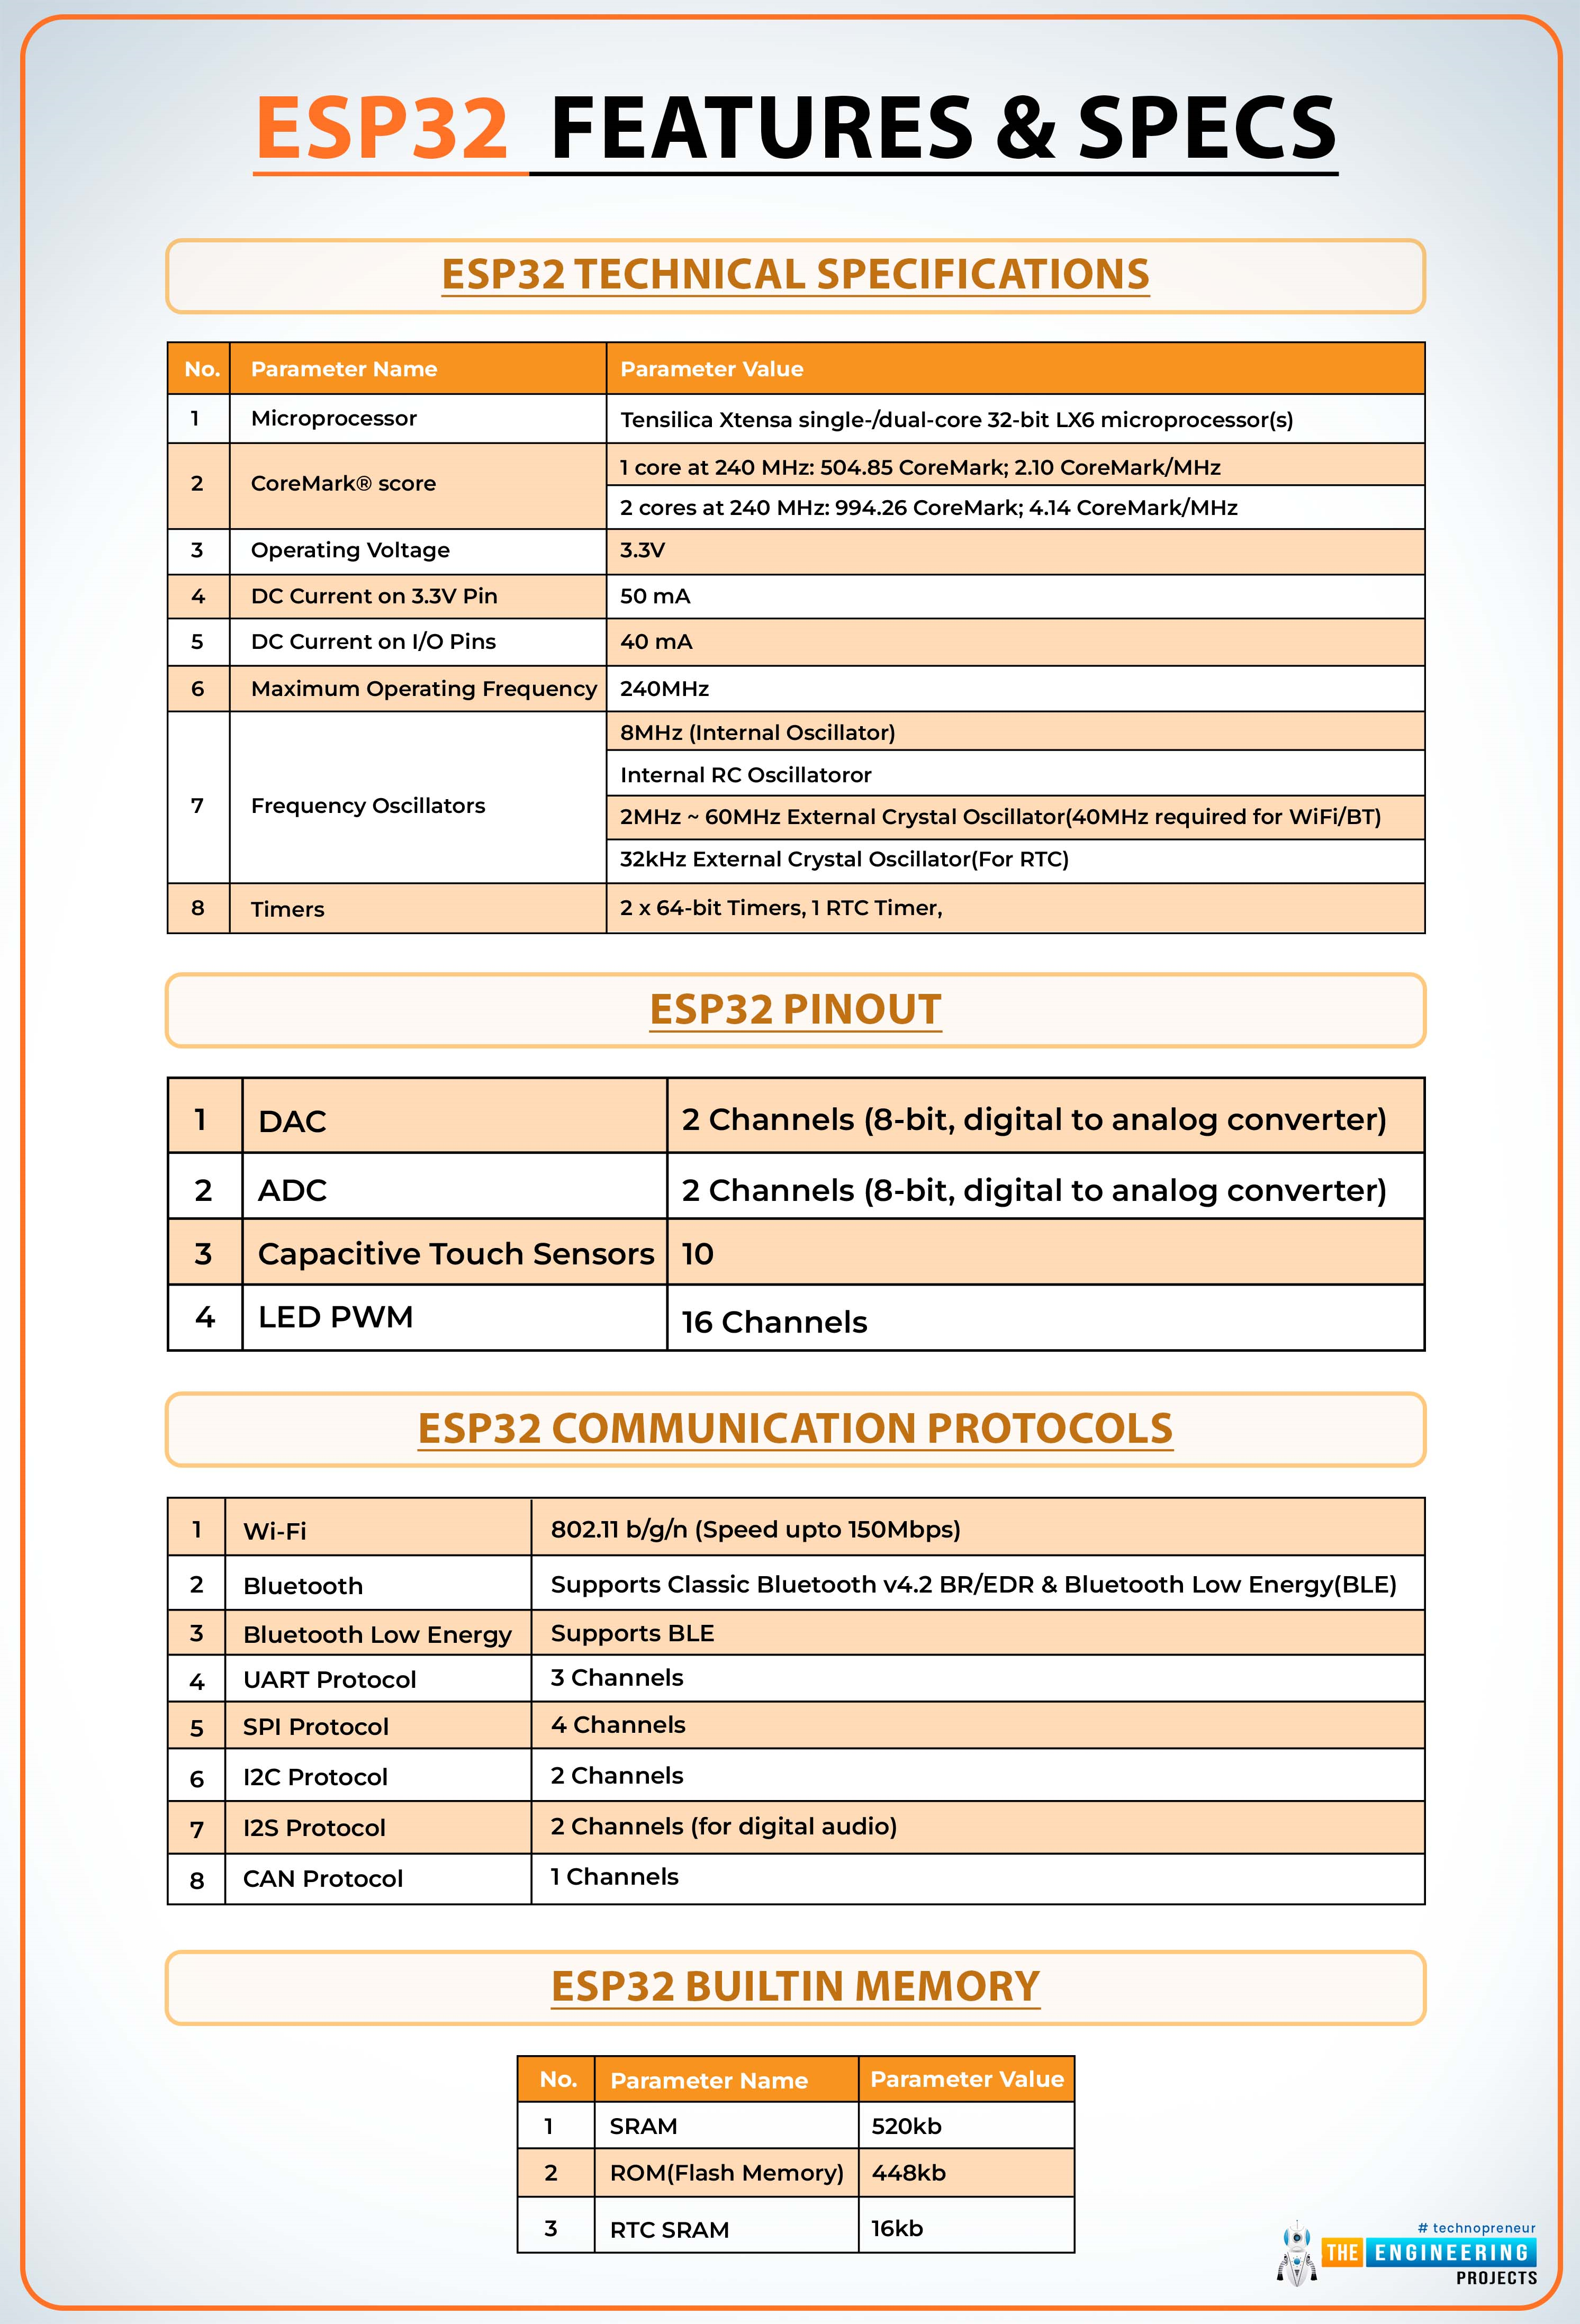 ESP32 FEATURES & SPECS
ESP32 TECHNICAL SPECIFICATIONS
No. Parameter Name Parameter Value
1 Microprocessor Tensilica Xtensa single-/dual-core 32-bit LX6 microprocessor(s)
2 CoreMark® score 1 core at 240 MHz: 504.85 CoreMark; 2.10 CoreMark/MHz
2 cores at 240 MHz: 994.26 CoreMark; 4.14 CoreMark/MHz
3 Operating Voltage 3.3V
4 DC Current on 3.3V Pin 50 mA
5 DC Current on I/O Pins 40 mA
6 Maximum Operating Frequency 240MHz
7 Frequency Oscillators 8MHz (Internal Oscillator)
Internal RC Oscillatoror
2MHz ~ 60MHz External Crystal Oscillator(40MHz required for WiFi/BT)
32kHz External Crystal Oscillator(For RTC)
8 Timers 2 x 64-bit Timers, 1 RTC Timer,
ESP32 PINOUT
1 DAC 2 Channels (8-bit, digital to analog converter)
2 ADC 2 Channels (8-bit, digital to analog converter)
3 Capacitive Touch Sensors 10
4 LED PWM 16 Channels
ESP32 COMMUNICATION PROTOCOLS
1 Wi-Fi 802.11 b/g/n (Speed upto 150Mbps)
2 Bluetooth Supports Classic Bluetooth v4.2 BR/EDR & Bluetooth Low Energy(BLE)
3 Bluetooth Low Energy Supports BLE
4 UART Protocol 3 Channels
5 SPI Protocol 4 Channels
6 I2C Protocol 2 Channels
7 I2S Protocol 2 Channels (for digital audio)
8 CAN Protocol 1 Channels
ESP32 BUILTIN MEMORY
No. Parameter Name Parameter Value
1 SRAM 520kb
2 ROM(Flash Memory) 448kb
3 RTC SRAM 16kb
# technopreneur
THE ENGINEERING
PROJECTS